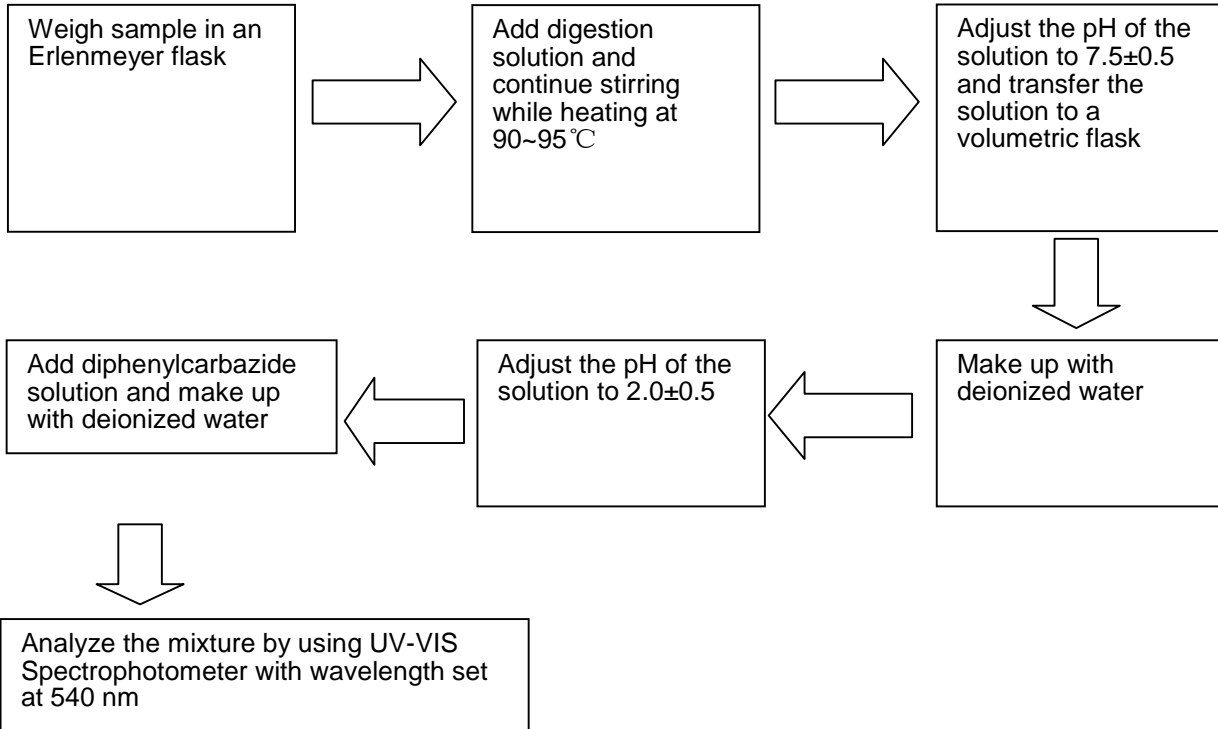 Weigh sample in an
Erlenmeyer flask
Add digestion
solution and
continue stirring
while heating at
90~95℃
Adjust the pH of the
solution to 7.5±0.5
and transfer the
solution to a
volumetric flask
Make up with
deionized water
Adjust the pH of the
solution to 2.0±0.5
Add diphenylcarbazide
solution and make up
with deionized water
Analyze the mixture by using UV-VIS
Spectrophotometer with wavelength set
at 540 nm